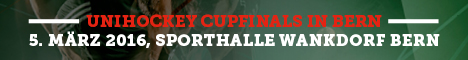 UNIHOCKEY CUPFINALS IN BERN
5. MÄRZ 2016, SPORTHALLE WANKDORF BERN